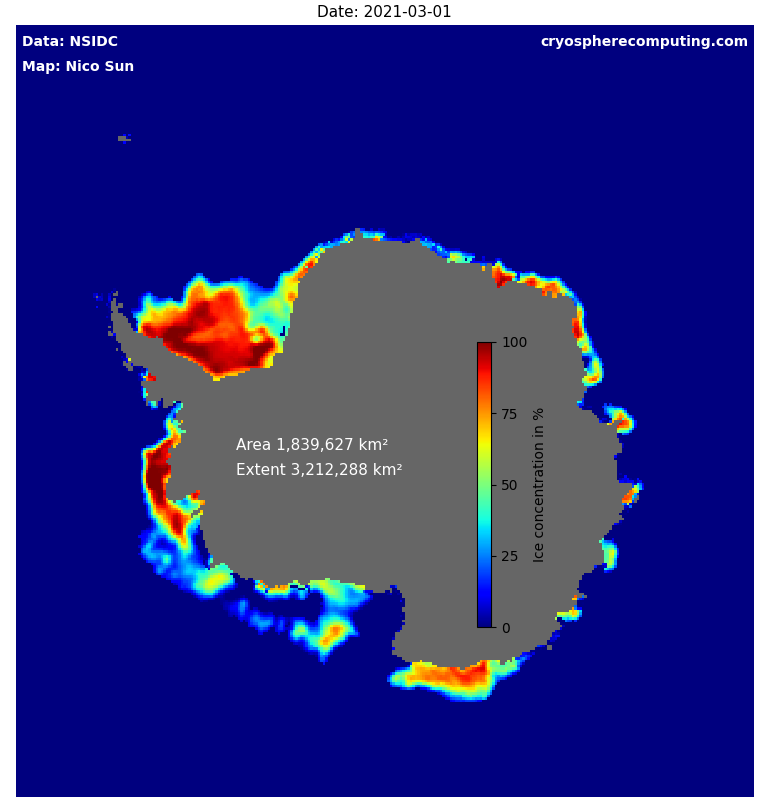 Date: 2021-03-01
Data: NSIDC
cryospherecomputing.com
Map: Nico Sun
Area 1,839,627 km²
Extent 3,212,288 km²
100
75
50
25
0
Ice concentration in %